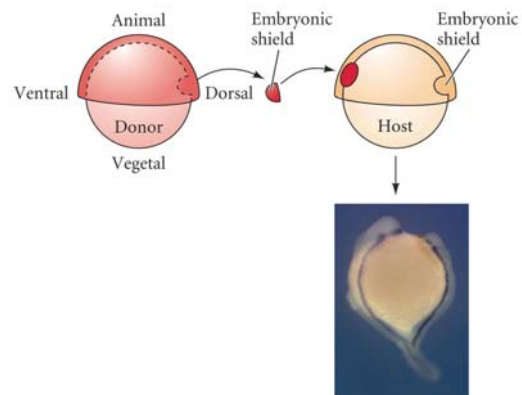 Animal
Embryonic
shield
Embryonic
shield
Ventral
Dorsal
Donor
Host
Vegetal